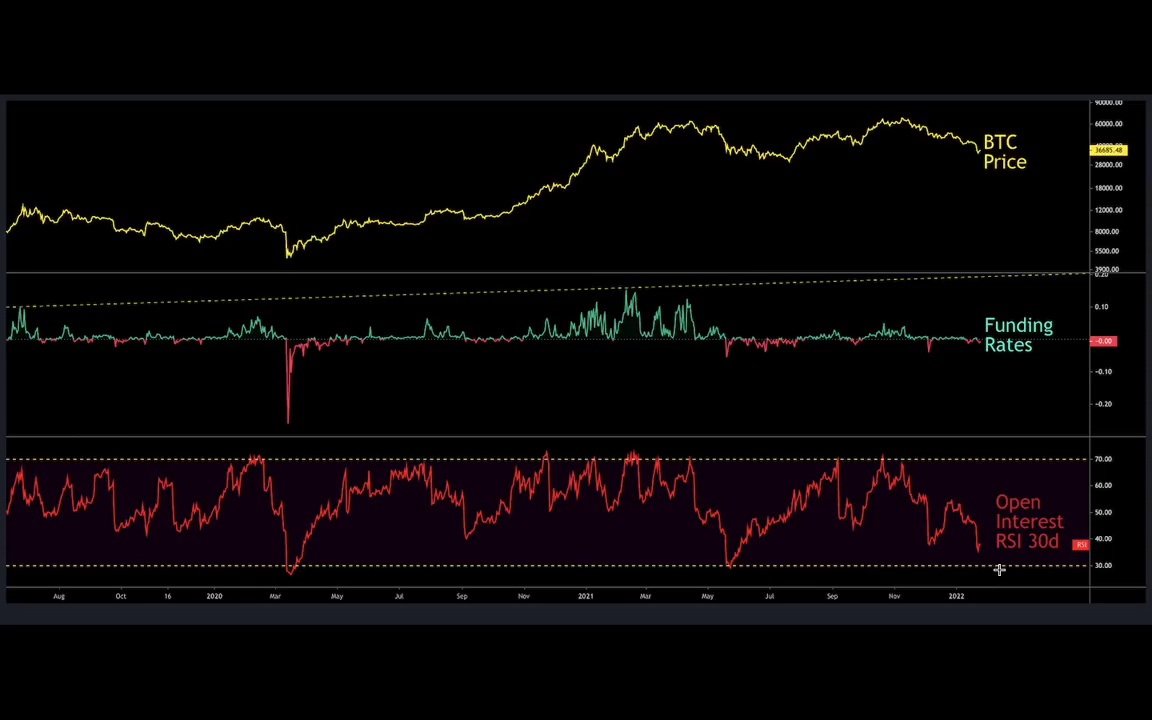 90000.00
60000.00
BTC
Price
36685.48
28000.00
18000.00
12000.00
8000.00
5500.00
3900.00
0.20
0.10
Funding
Rates
-0.00
-0.10
-0.20
70.00
60.00
50.00
40.00
30.00
Open
Interest
RSI 30d
RSI
Aug Oct 16 2020 Mar May Jul Sep Nov 2021 Mar May Jul Sep Nov 2022